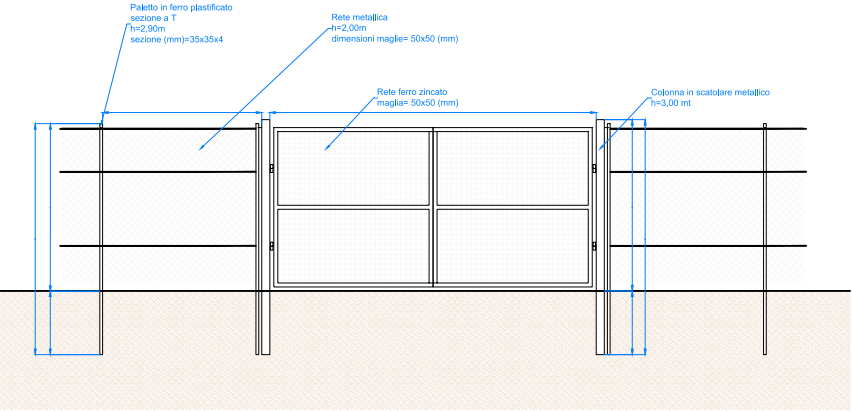 Paletto in ferro plastificato
sezione a T
h=2,90m
sezione (mm)=35x35x4
Rete metallica
h=2,00m
dimensioni maglie= 50x50 (mm)
Rete ferro zincato
maglia= 50x50 (mm)
Colonna in scatolare metallico
h=3,00 mt